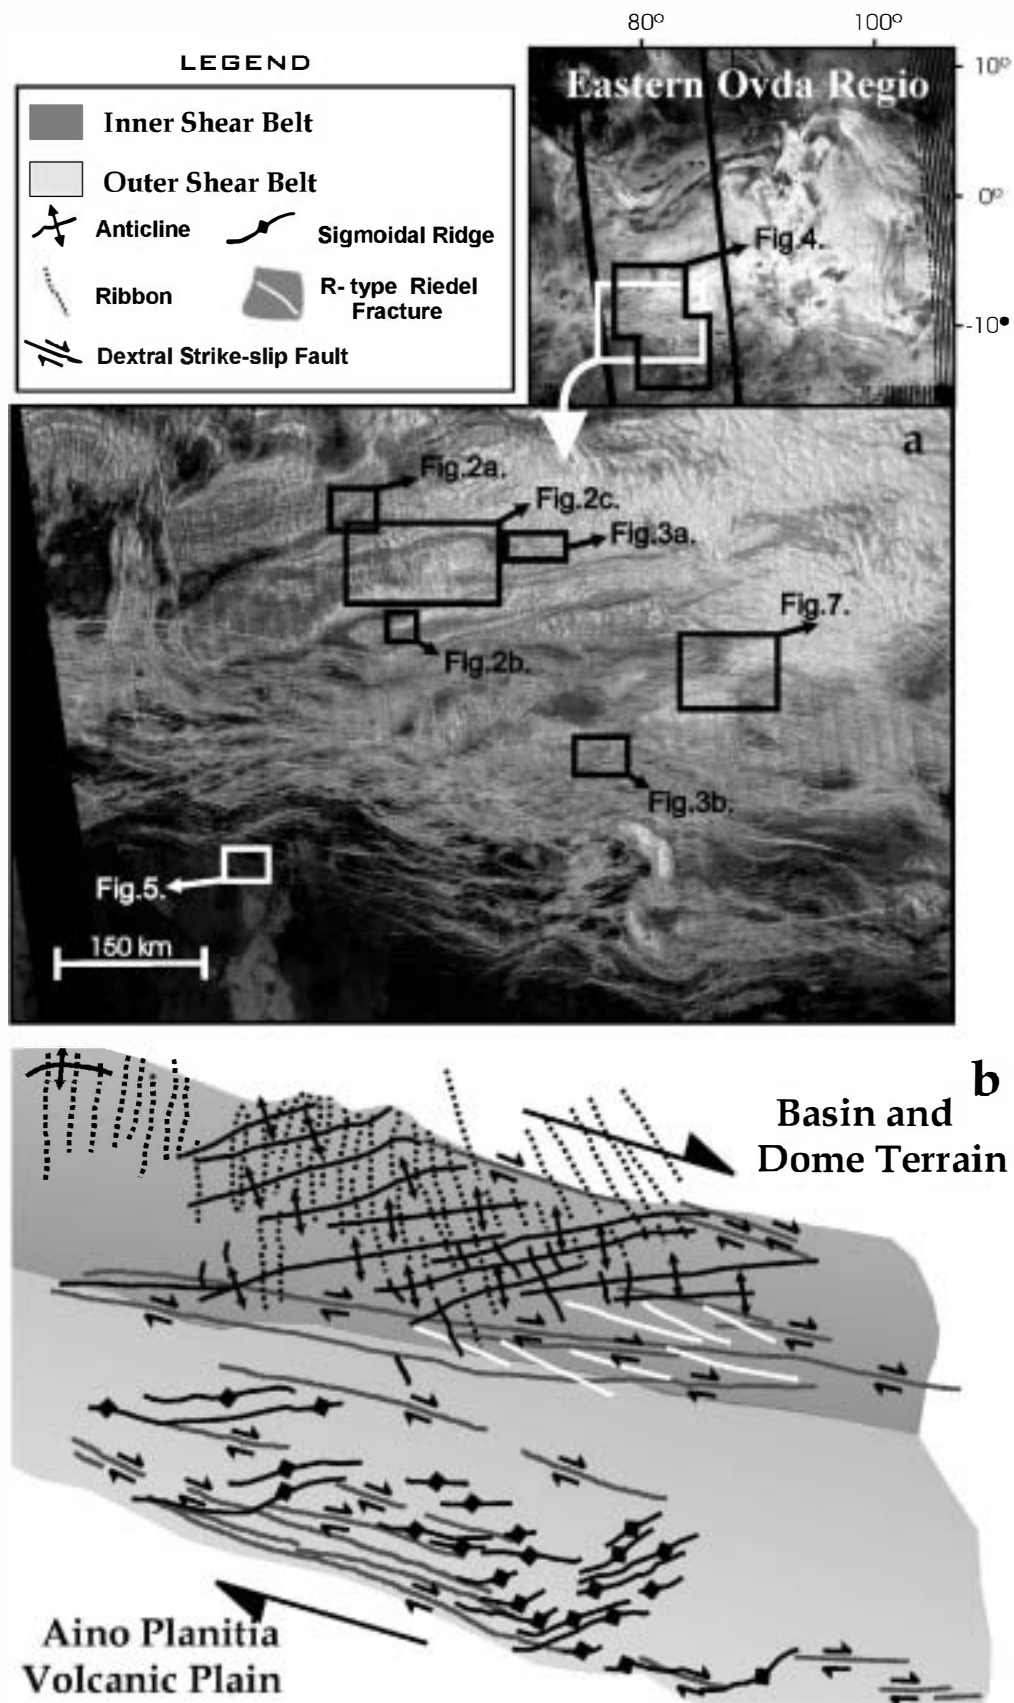 80° 100°
LEGEND
10°
Eastern Ovda Regio
Inner Shear Belt
Outer Shear Belt
0°
Anticline
Sigmoidal Ridge
Fig.4.
Ribbon
R- type Riedel
Fracture
-10°
Dextral Strike-slip Fault
a
Fig.2a.
Fig.2c.
Fig.3a.
Fig.7.
Fig.2b.
Fig.3b.
Fig.5.
150 km
b
Basin and
Dome Terrain
Aino Planitia
Volcanic Plain